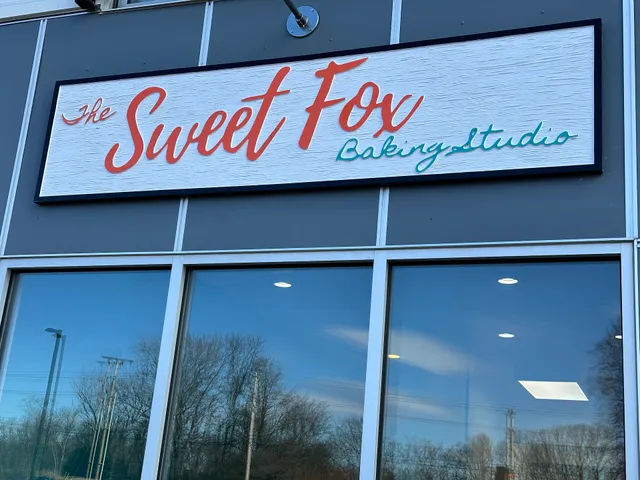 The Sweet Fox
Baking Studio